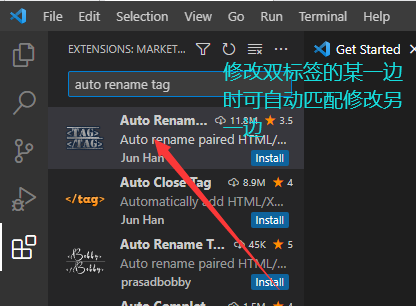 File Edit Selection View Go Run Terminal Help
EXTENSIONS: MARKET...
Get Started
auto rename tag
修改双标签的某一边
时可自动匹配修改另
一边
<TAG>
</TAG>
Auto Renam... 11.8M 3.5
Auto rename paired HTML/...
Jun Han Install
</tag>
Auto Close Tag 8.9M 4
Automatically add HTML/X...
Jun Han Install
Bobby.
Auto Rename T... 45K 5
Auto rename paired HTML/...
prasadbobby Install
Auto Complet... 1.5M 4